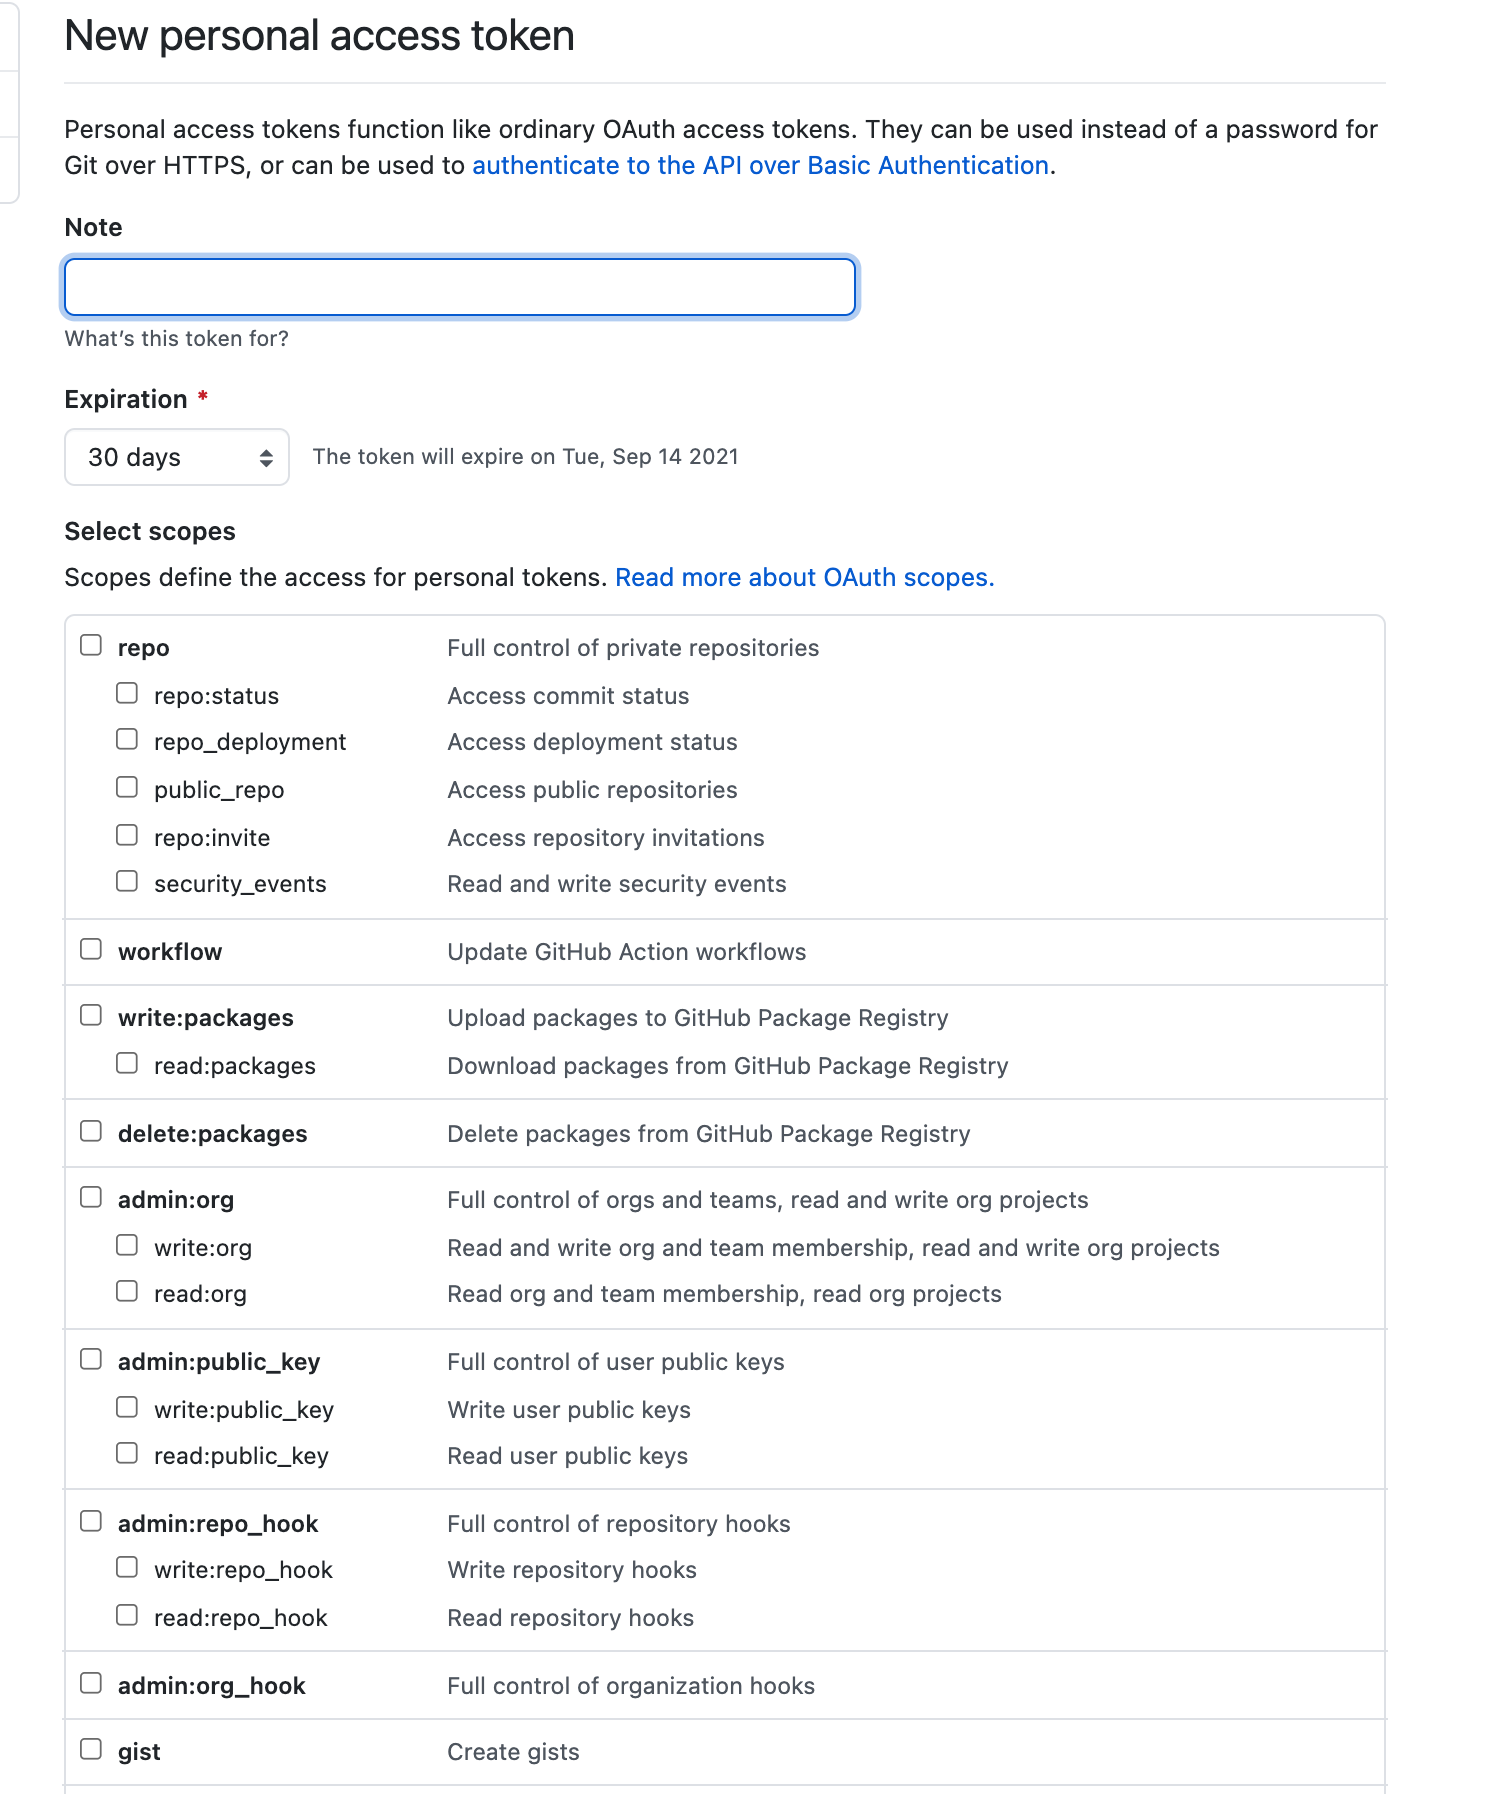 New personal access token
Personal access tokens function like ordinary OAuth access tokens. They can be used instead of a password for
Git over HTTPS, or can be used to authenticate to the API over Basic Authentication.
Note
What's this token for?
Expiration *
30 days The token will expire on Tue, Sep 14 2021
Select scopes
Scopes define the access for personal tokens. Read more about OAuth scopes.
repo Full control of private repositories
repo:status Access commit status
repo_deployment Access deployment status
public_repo Access public repositories
repo:invite Access repository invitations
security_events Read and write security events
workflow Update GitHub Action workflows
write:packages Upload packages to GitHub Package Registry
read:packages Download packages from GitHub Package Registry
delete:packages Delete packages from GitHub Package Registry
admin:org Full control of orgs and teams, read and write org projects
write:org Read and write org and team membership, read and write org projects
read:org Read org and team membership, read org projects
admin:public_key Full control of user public keys
write:public_key Write user public keys
read:public_key Read user public keys
admin:repo_hook Full control of repository hooks
write:repo_hook Write repository hooks
read:repo_hook Read repository hooks
admin:org_hook Full control of organization hooks
gist Create gists